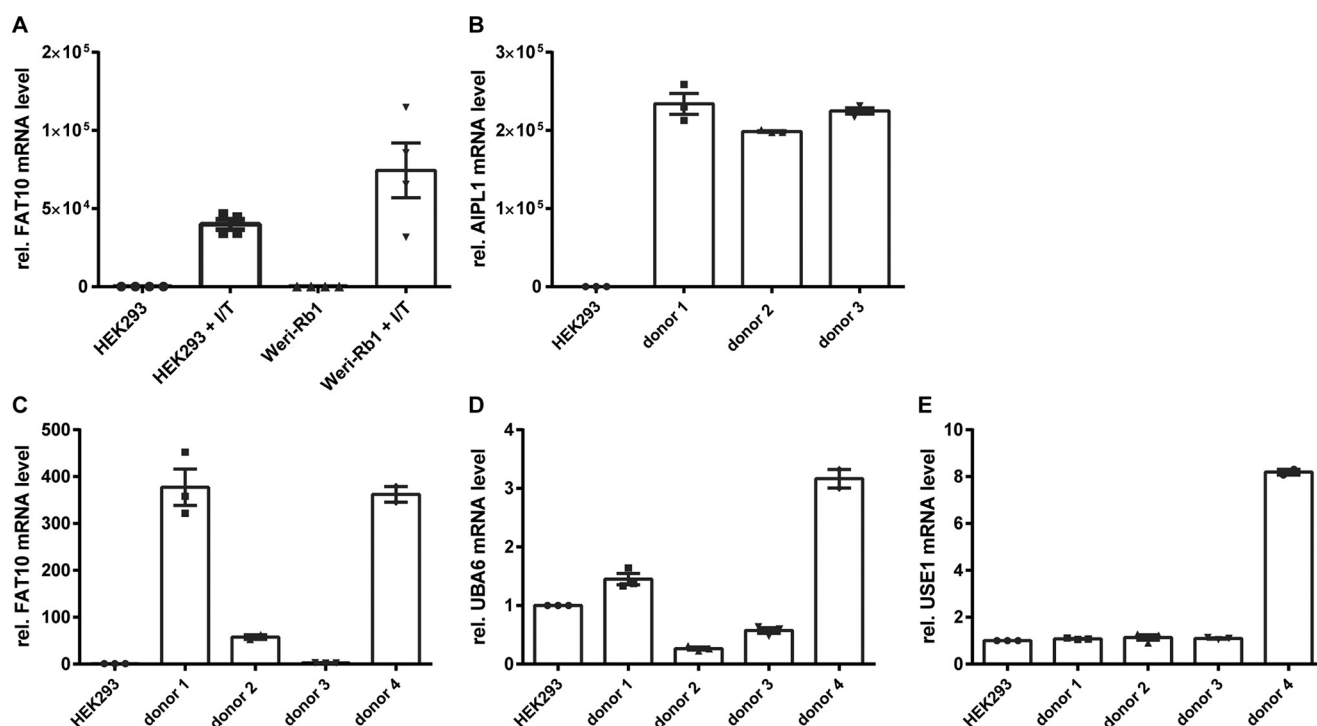 A
rel. FAT10 mRNA level
2×10⁵
1×10⁵
5×10⁴
0
HEK293
HEK293 + I/T
Weri-Rb1
Weri-Rb1 + I/T
B
rel. AIPL1 mRNA level
3×10⁵
2×10⁵
1×10⁵
0
HEK293
donor 1
donor 2
donor 3
C
rel. FAT10 mRNA level
500
400
300
200
100
0
HEK293
donor 1
donor 2
donor 3
donor 4
D
rel. UBA6 mRNA level
4
3
2
1
0
HEK293
donor 1
donor 2
donor 3
donor 4
E
rel. USE1 mRNA level
10
8
6
4
2
0
HEK293
donor 1
donor 2
donor 3
donor 4